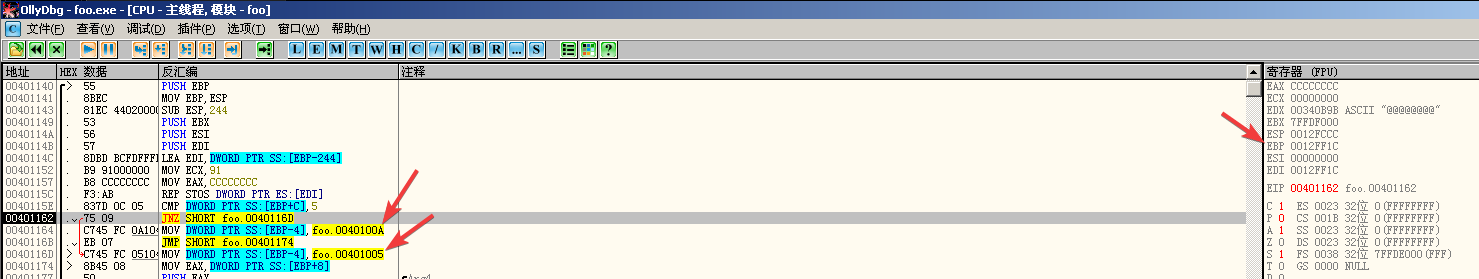 OllyDbg - foo.exe - [CPU - 主线程, 模块 - foo]
C 文件(F) 查看(V) 调试(D) 插件(P) 选项(T) 窗口(W) 帮助(H)
L E M T W H C / K B R ... S ?
地址 HEX 数据 反汇编 注释 寄存器 (FPU)
00401140 > 55 PUSH EBP
00401141 . 8BEC MOV EBP,ESP
00401143 . 81EC 44020000 SUB ESP,244
00401149 . 53 PUSH EBX
0040114A . 56 PUSH ESI
0040114B . 57 PUSH EDI
0040114C . 8DBD BCFDFFFF LEA EDI,DWORD PTR SS:[EBP-244]
00401152 . B9 91000000 MOV ECX,91
00401157 . B8 CCCCCCCC MOV EAX,CCCCCCCC
0040115C . F3:AB REP STOS DWORD PTR ES:[EDI]
0040115E . 837D 0C 05 CMP DWORD PTR SS:[EBP+C],5
00401162 . 75 09 JNZ SHORT foo.0040116D
00401164 . C745 FC 0A104 MOV DWORD PTR SS:[EBP-4],foo.0040100A
0040116B . EB 07 JMP SHORT foo.00401174
0040116D > C745 FC 05104 MOV DWORD PTR SS:[EBP-4],foo.00401005
00401174 > 8B45 08 MOV EAX,DWORD PTR SS:[EBP+8]
00401177 . 50 PUSH EAX
EAX CCCCCCCC
ECX 00000000
EDX 00340B9B ASCII "@@@@@@@@"
EBX 7FFDF000
ESP 0012FCCC
EBP 0012FF1C
ESI 00000000
EDI 0012FF1C
EIP 00401162 foo.00401162
C 1 ES 0023 32位 0(FFFFFFFF)
P 0 CS 001B 32位 0(FFFFFFFF)
A 1 SS 0023 32位 0(FFFFFFFF)
Z 0 DS 0023 32位 0(FFFFFFFF)
S 1 FS 0038 32位 7FFDE000(FFF)
T 0 GS 0000 NULL